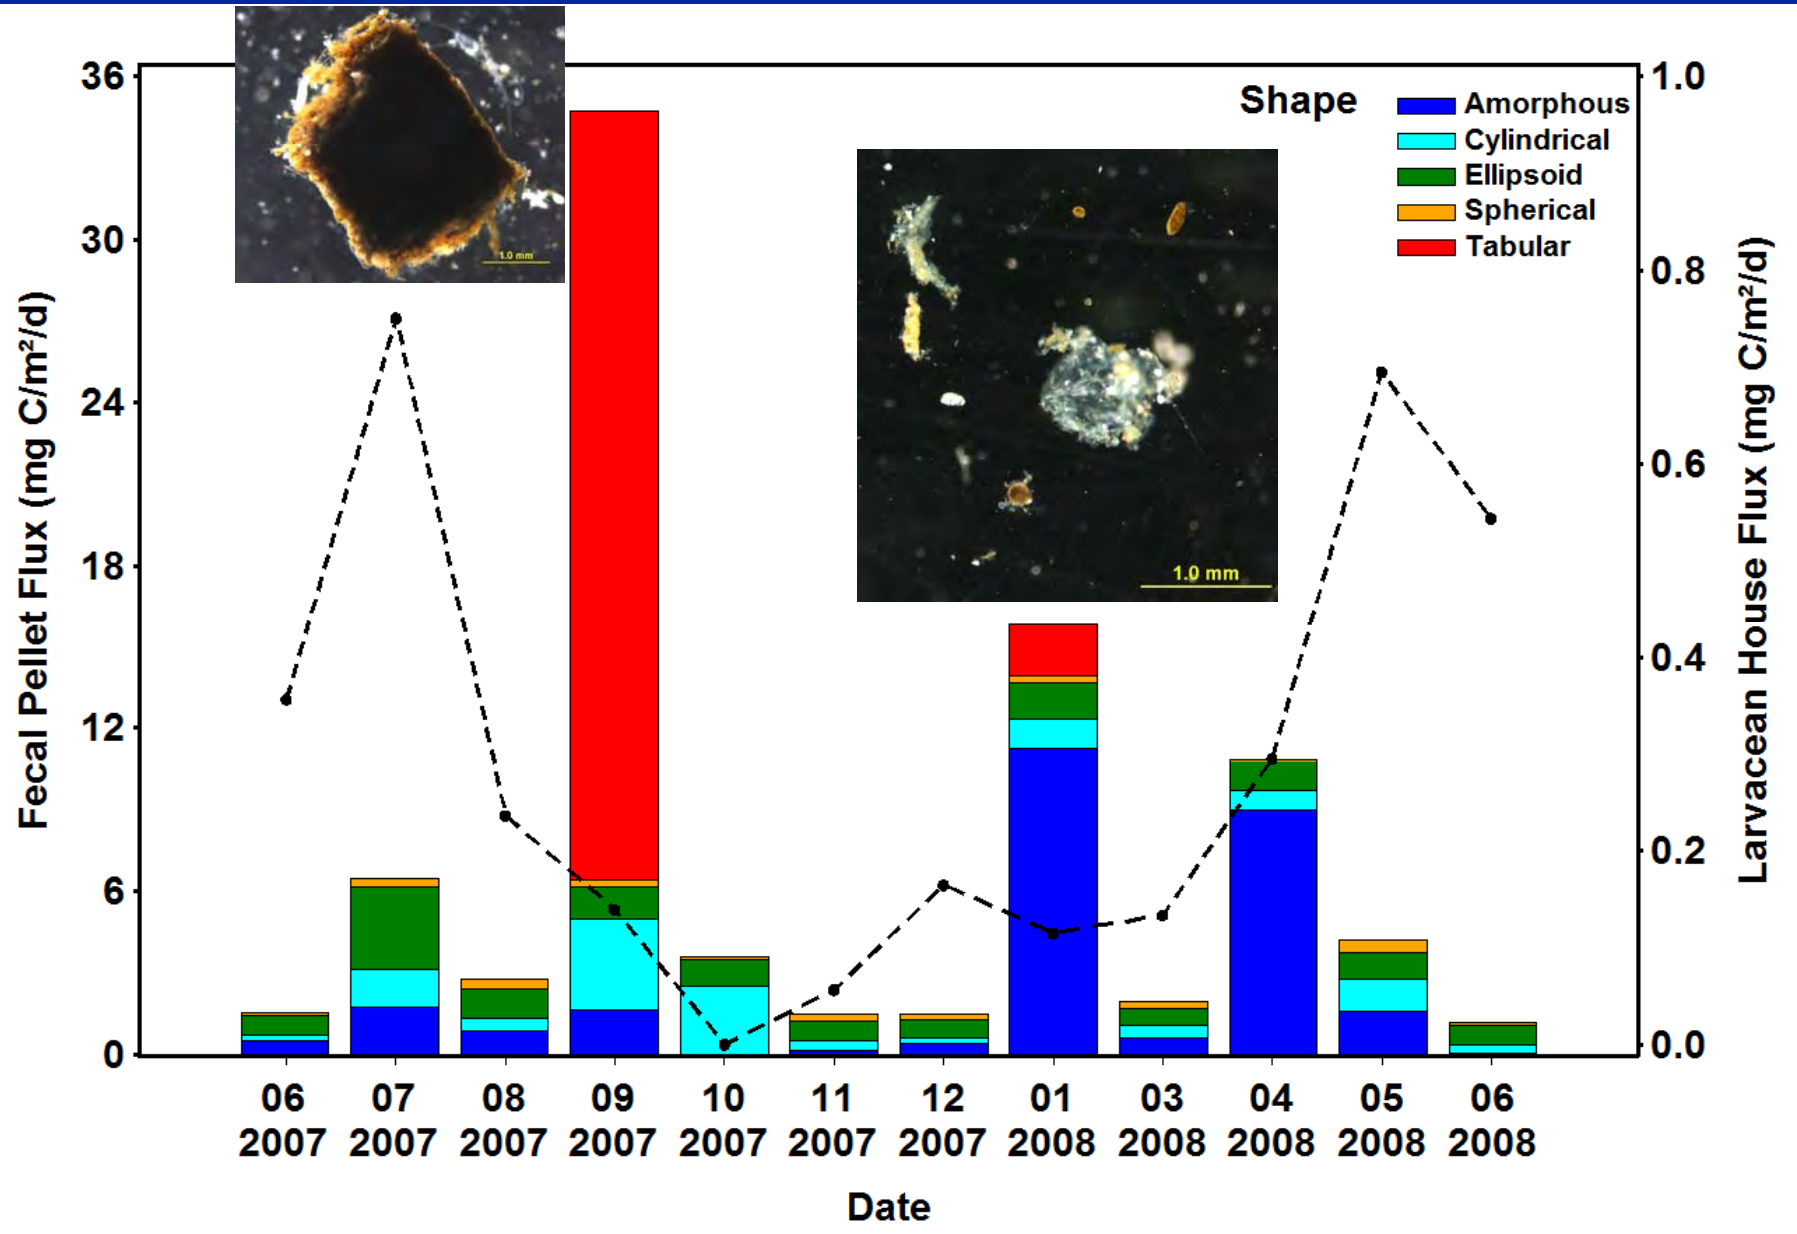 36
30
24
18
12
6
0
Fecal Pellet Flux (mg C/m²/d)
1.0 mm
1.0 mm
Shape
Amorphous
Cylindrical
Ellipsoid
Spherical
Tabular
1.0
0.8
0.6
0.4
0.2
0.0
Larvacean House Flux (mg C/m²/d)
06 07 08 09 10 11 12 01 03 04 05 06
2007 2007 2007 2007 2007 2007 2007 2008 2008 2008 2008 2008
Date